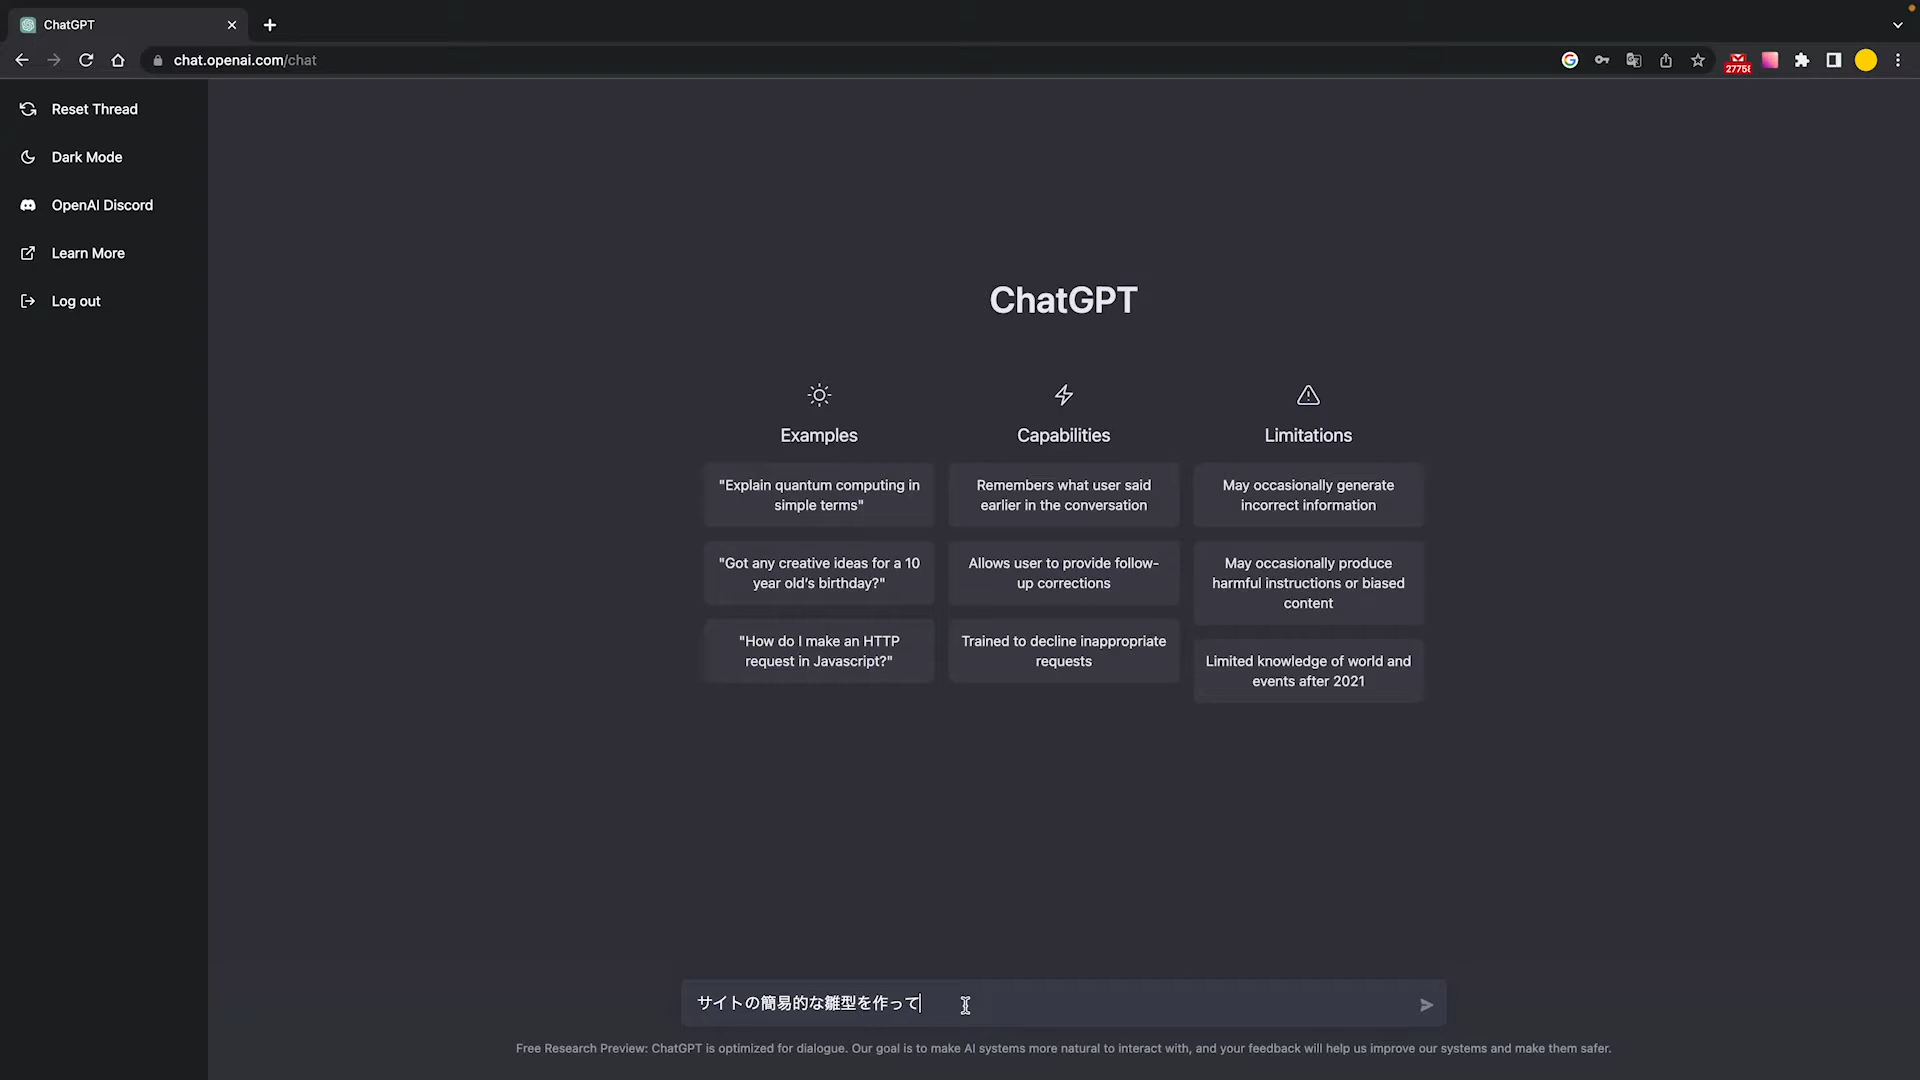 ChatGPT
chat.openai.com/chat
Reset Thread
Dark Mode
OpenAI Discord
Learn More
Log out
ChatGPT
Examples
"Explain quantum computing in
simple terms"
"Got any creative ideas for a 10
year old's birthday?"
"How do I make an HTTP
request in Javascript?"
Capabilities
Remembers what user said
earlier in the conversation
Allows user to provide follow-
up corrections
Trained to decline inappropriate
requests
Limitations
May occasionally generate
incorrect information
May occasionally produce
harmful instructions or biased
content
Limited knowledge of world and
events after 2021
サイトの簡易的な雛型を作って
Free Research Preview: ChatGPT is optimized for dialogue. Our goal is to make AI systems more natural to interact with, and your feedback will help us improve our systems and make them safer.